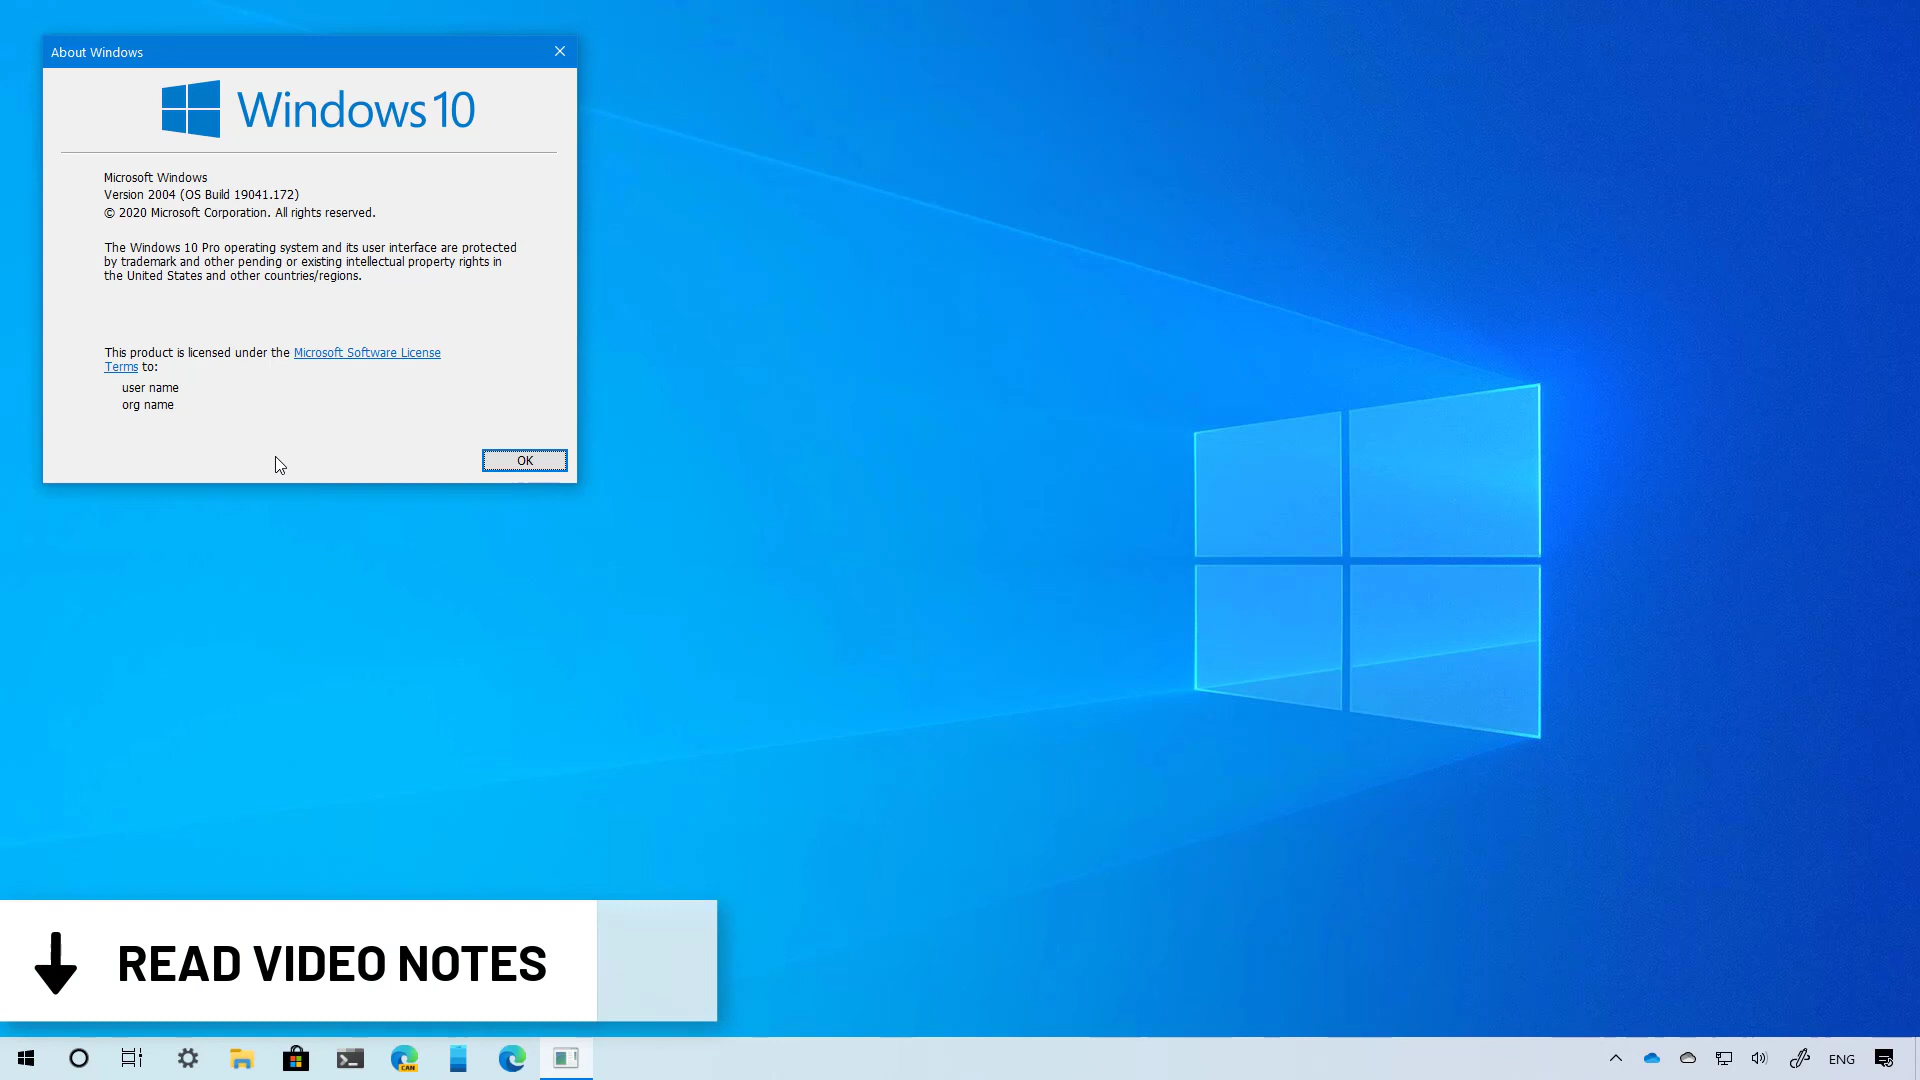 About Windows
Windows 10
Microsoft Windows
Version 2004 (OS Build 19041.172)
© 2020 Microsoft Corporation. All rights reserved.
The Windows 10 Pro operating system and its user interface are protected
by trademark and other pending or existing intellectual property rights in
the United States and other countries/regions.
This product is licensed under the Microsoft Software License
Terms to:
user name
org name
OK
READ VIDEO NOTES
CAN
ENG